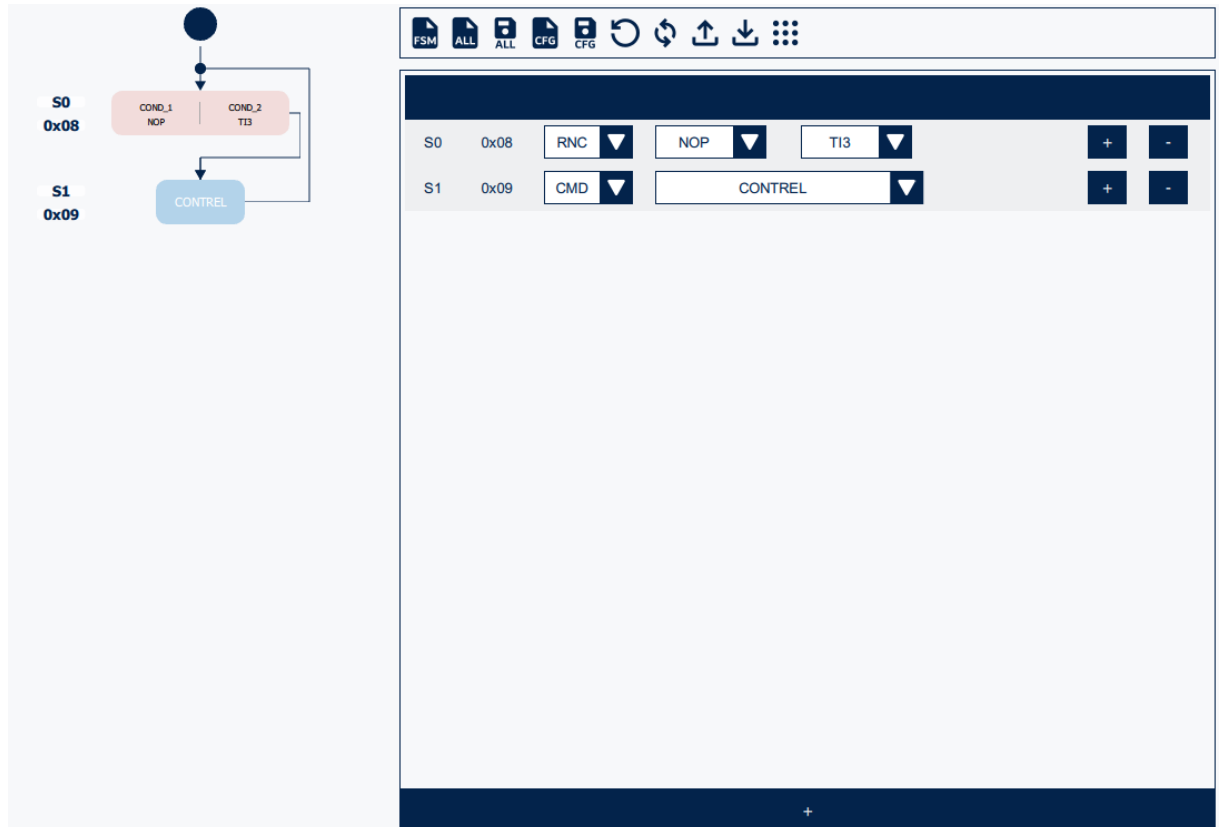 FSM ALL ALL CFG CFG
S0
0x08
COND_1 COND_2
NOP TI3
S1
0x09
CONTREL
S0 0x08 RNC NOP TI3 + -
S1 0x09 CMD CONTREL + -
+